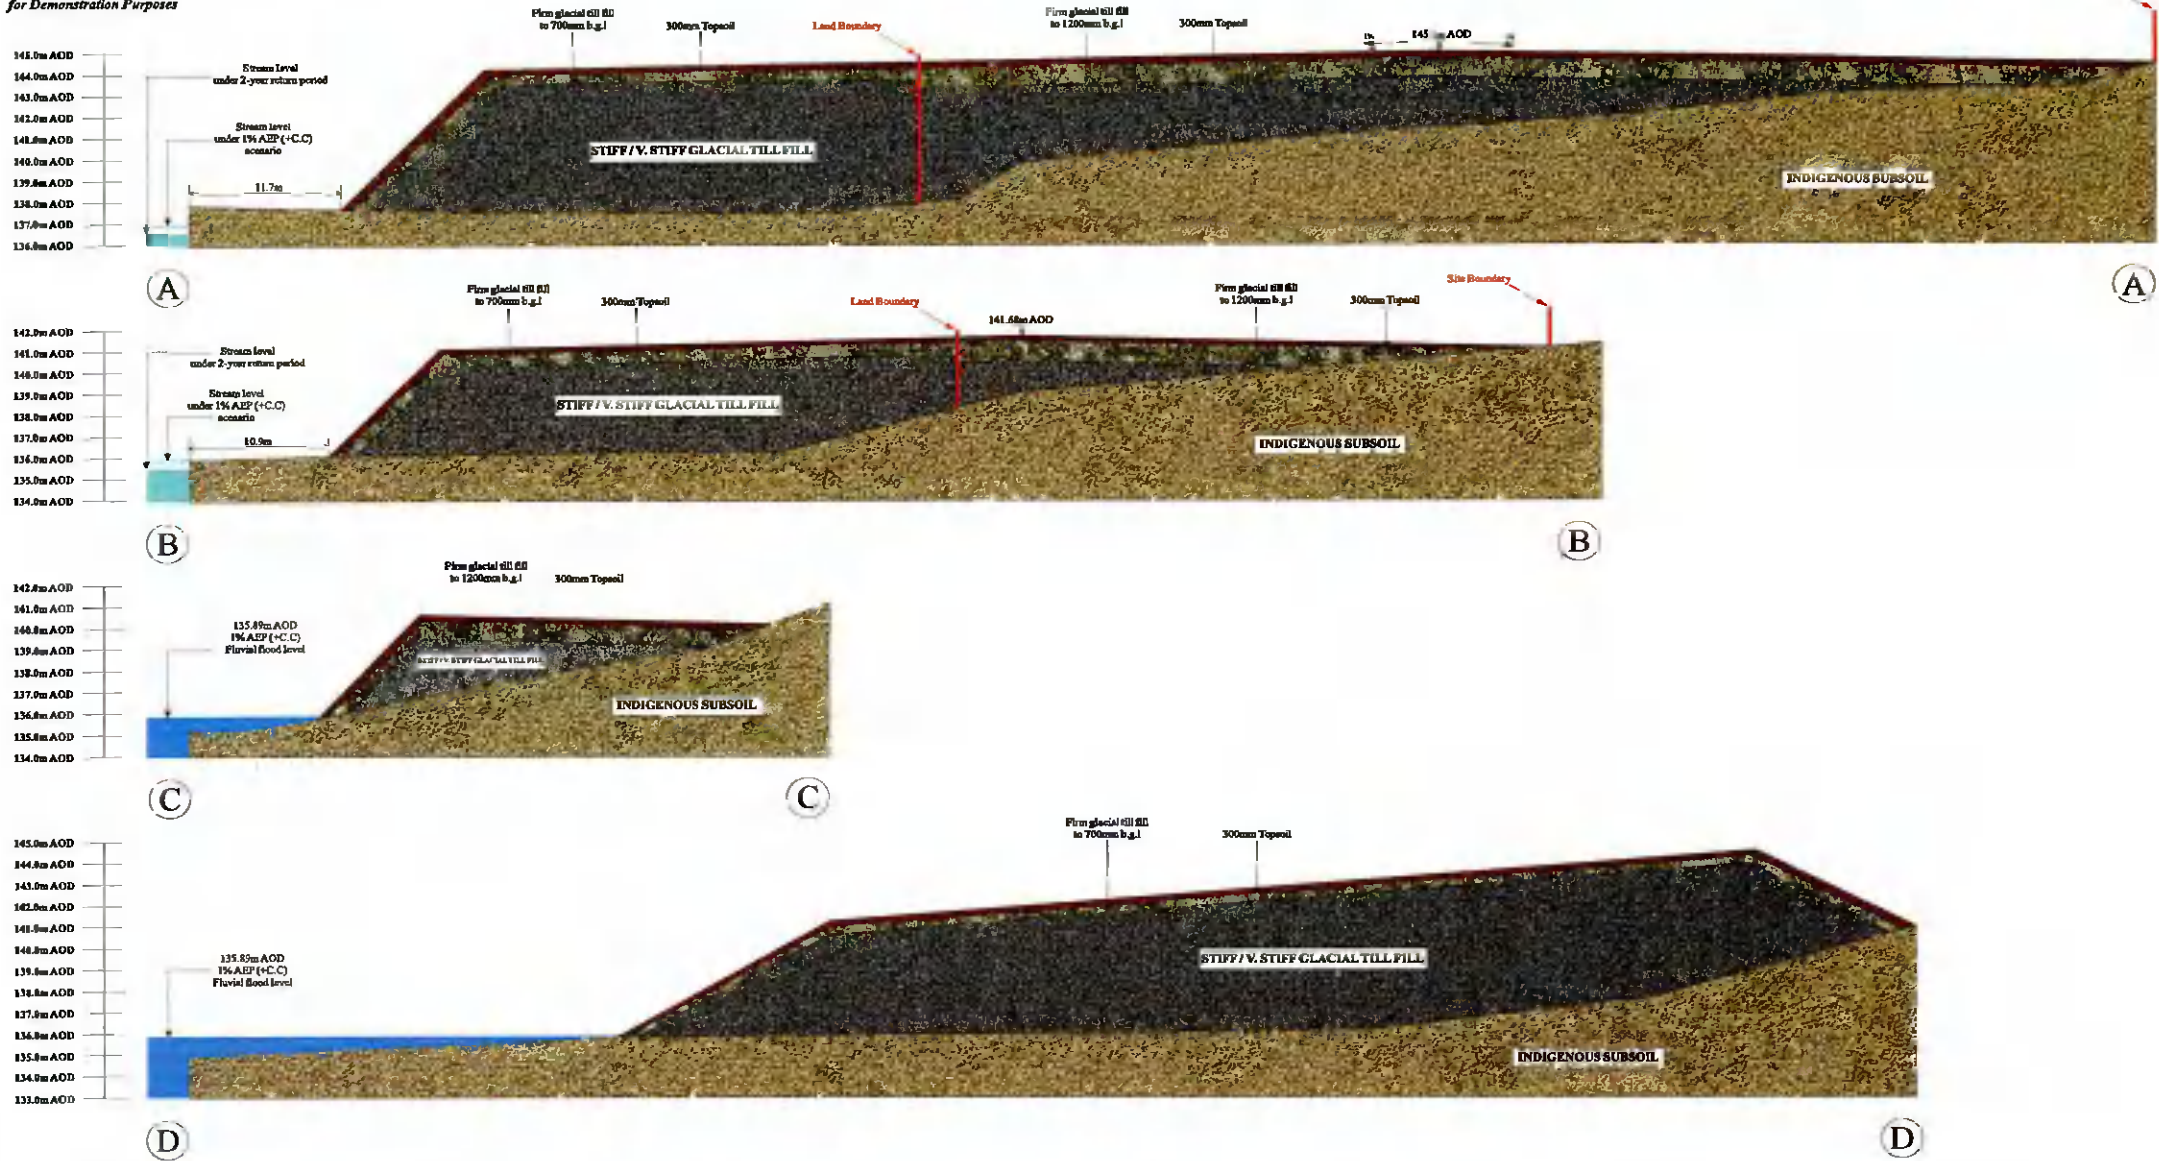 for Demonstration Purposes
Firm glacial till fill
to 700mm b.g.l
300mm Topsoil
Land Boundary
Firm glacial till fill
to 1200mm b.g.l
300mm Topsoil
1%
145 m AOD
145.0m AOD
144.0m AOD
143.0m AOD
142.0m AOD
141.0m AOD
140.0m AOD
139.0m AOD
138.0m AOD
137.0m AOD
136.0m AOD
Stream level
under 2-year return period
Stream level
under 1% AEP (+C.C)
scenario
11.7m
STIFF / V. STIFF GLACIAL TILL FILL
INDIGENOUS SUBSOIL
A
A
Firm glacial till fill
to 700mm b.g.l
300mm Topsoil
Land Boundary
141.68m AOD
Firm glacial till fill
to 1200mm b.g.l
300mm Topsoil
Site Boundary
142.0m AOD
141.0m AOD
140.0m AOD
139.0m AOD
138.0m AOD
137.0m AOD
136.0m AOD
135.0m AOD
134.0m AOD
Stream level
under 2-year return period
Stream level
under 1% AEP (+C.C)
scenario
10.9m
STIFF / V. STIFF GLACIAL TILL FILL
INDIGENOUS SUBSOIL
B
B
Firm glacial till fill
to 1200mm b.g.l
300mm Topsoil
142.0m AOD
141.0m AOD
140.0m AOD
139.0m AOD
138.0m AOD
137.0m AOD
136.0m AOD
135.0m AOD
134.0m AOD
135.89m AOD
1% AEP (+C.C)
Fluvial flood level
STIFF / V. STIFF GLACIAL TILL FILL
INDIGENOUS SUBSOIL
C
C
Firm glacial till fill
to 700mm b.g.l
300mm Topsoil
145.0m AOD
144.0m AOD
143.0m AOD
142.0m AOD
141.0m AOD
140.0m AOD
139.0m AOD
138.0m AOD
137.0m AOD
136.0m AOD
135.0m AOD
134.0m AOD
133.0m AOD
135.89m AOD
1% AEP (+C.C)
Fluvial flood level
STIFF / V. STIFF GLACIAL TILL FILL
INDIGENOUS SUBSOIL
D
D